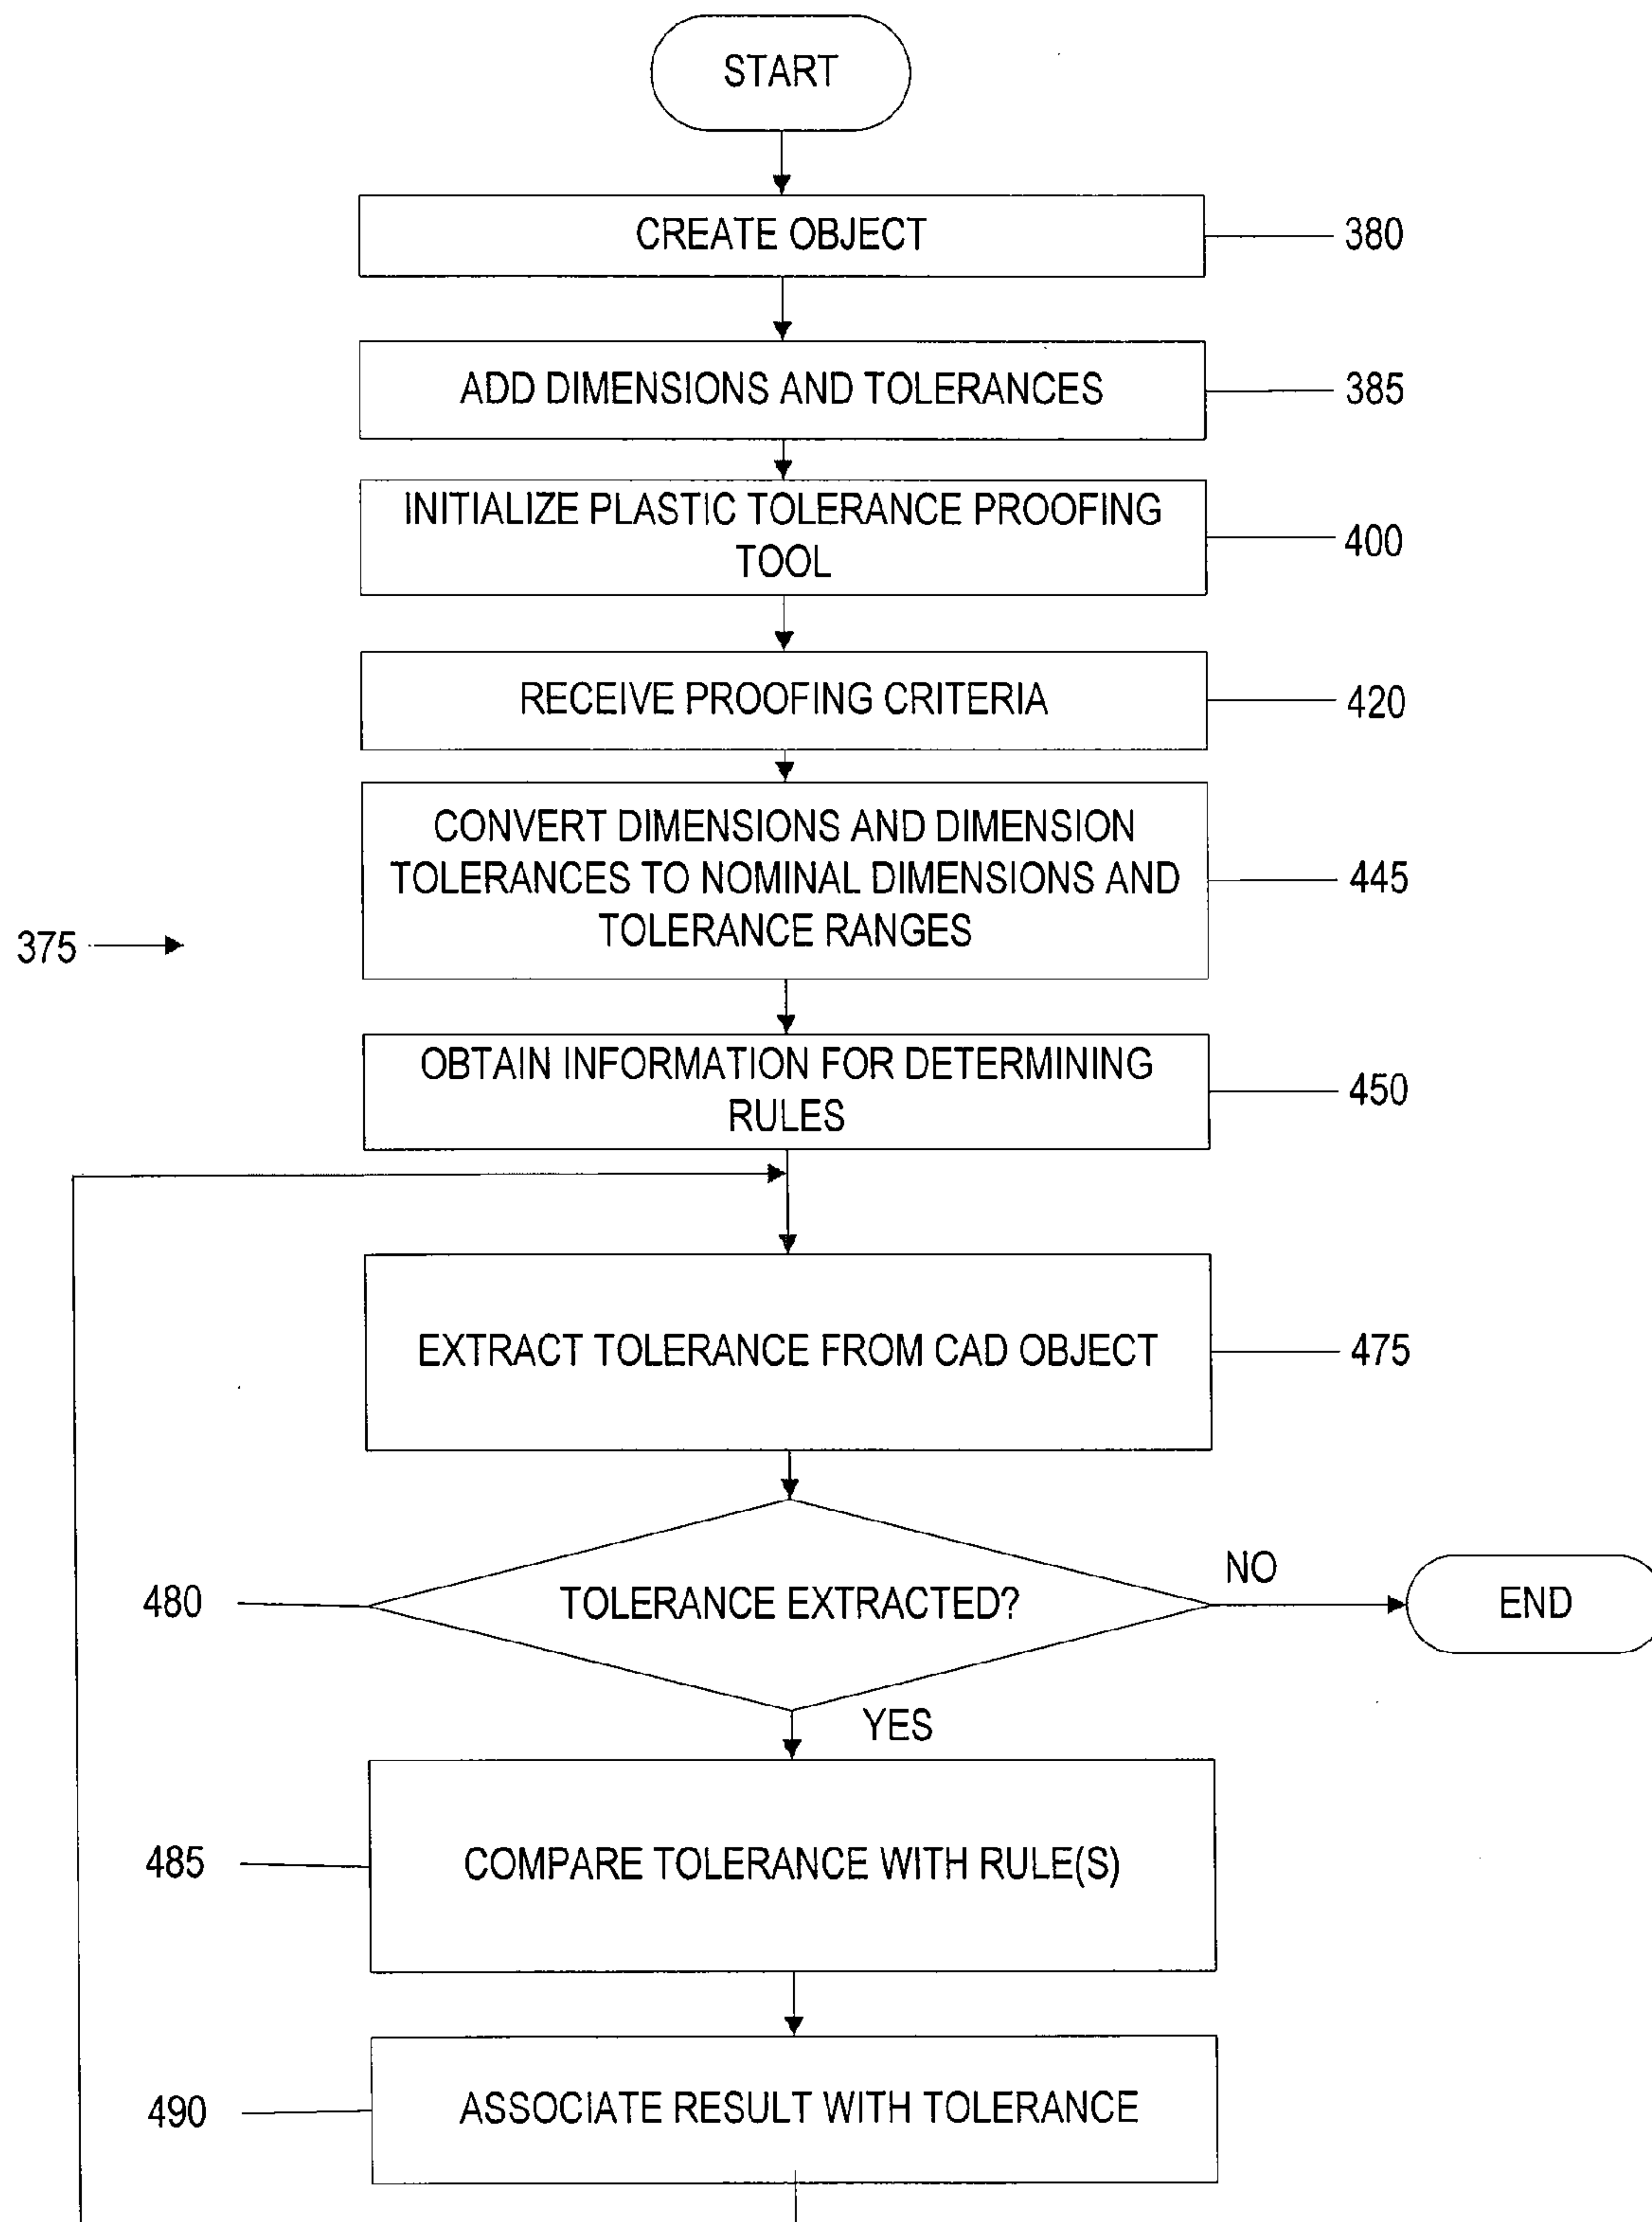 START
CREATE OBJECT
380
ADD DIMENSIONS AND TOLERANCES
385
INITIALIZE PLASTIC TOLERANCE PROOFING
TOOL
400
RECEIVE PROOFING CRITERIA
420
CONVERT DIMENSIONS AND DIMENSION
TOLERANCES TO NOMINAL DIMENSIONS AND
TOLERANCE RANGES
445
375
OBTAIN INFORMATION FOR DETERMINING
RULES
450
EXTRACT TOLERANCE FROM CAD OBJECT
475
480
TOLERANCE EXTRACTED?
NO
END
YES
485
COMPARE TOLERANCE WITH RULE(S)
490
ASSOCIATE RESULT WITH TOLERANCE